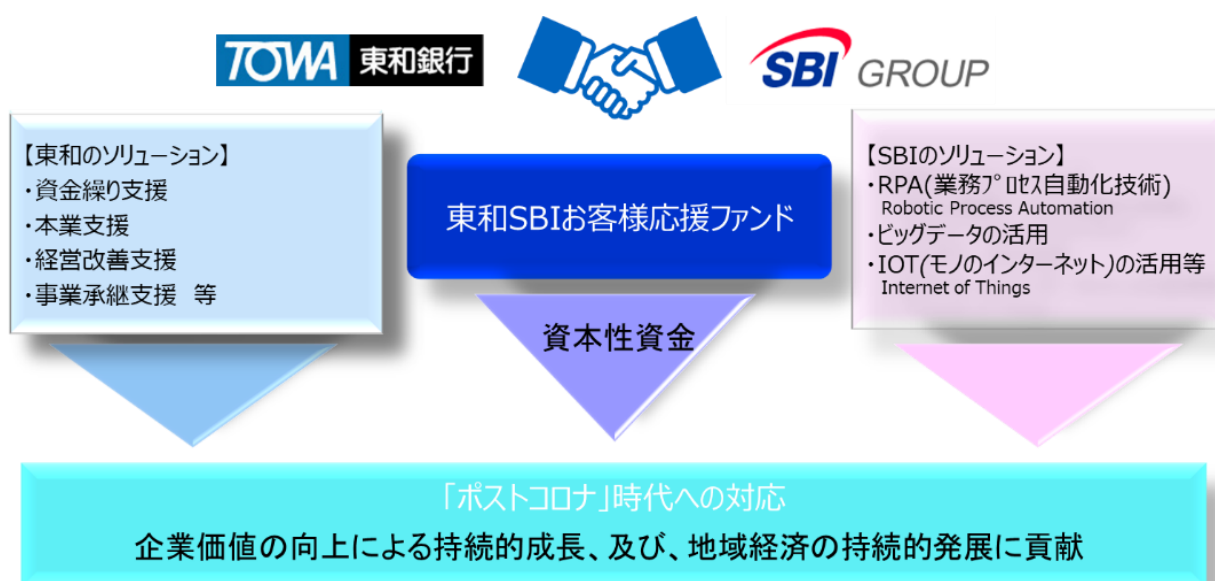 TOWA 東和銀行
SBI GROUP
【東和のソリューション】
・資金繰り支援
・本業支援
・経営改善支援
・事業承継支援 等
東和SBIお客様応援ファンド
資本性資金
【SBIのソリューション】
・RPA(業務ﾌﾟﾛｾｽ自動化技術)
Robotic Process Automation
・ビッグデータの活用
・IOT(モノのインターネット)の活用等
Internet of Things
「ポストコロナ」時代への対応
企業価値の向上による持続的成長、及び、地域経済の持続的発展に貢献